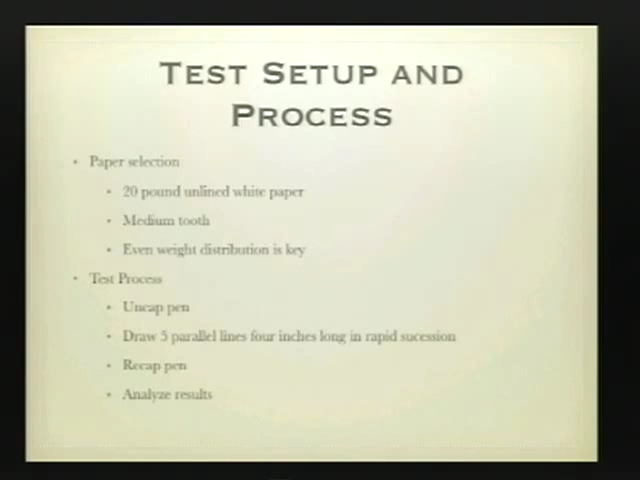 Test Setup and
Process
• Paper selection
• 20 pound unlined white paper
• Medium tooth
• Even weight distribution is key
• Test Process
• Uncap pen
• Draw 5 parallel lines four inches long in rapid sucession
• Recap pen
• Analyze results